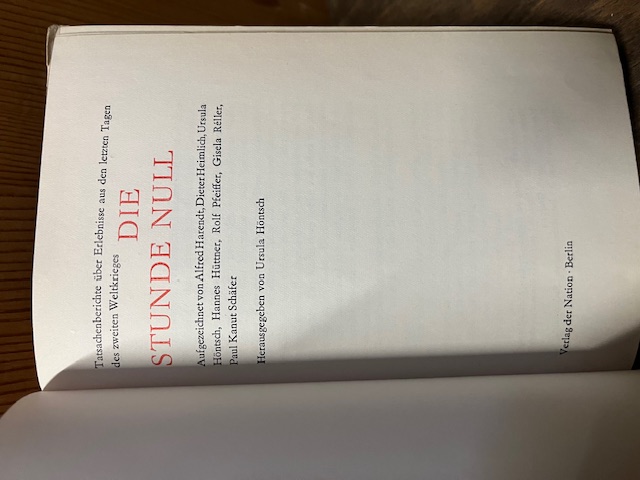 Tatsachenberichte über Erlebnisse aus den letzten Tagen
des zweiten Weltkrieges
DIE
STUNDE NULL
Aufgezeichnet von Alfred Harendt, Dieter Heimlich, Ursula
Höntsch, Hannes Hüttner, Rolf Pfeiffer, Gisela Réller,
Paul Kanut Schäfer
Herausgegeben von Ursula Höntsch
Verlag der Nation · Berlin